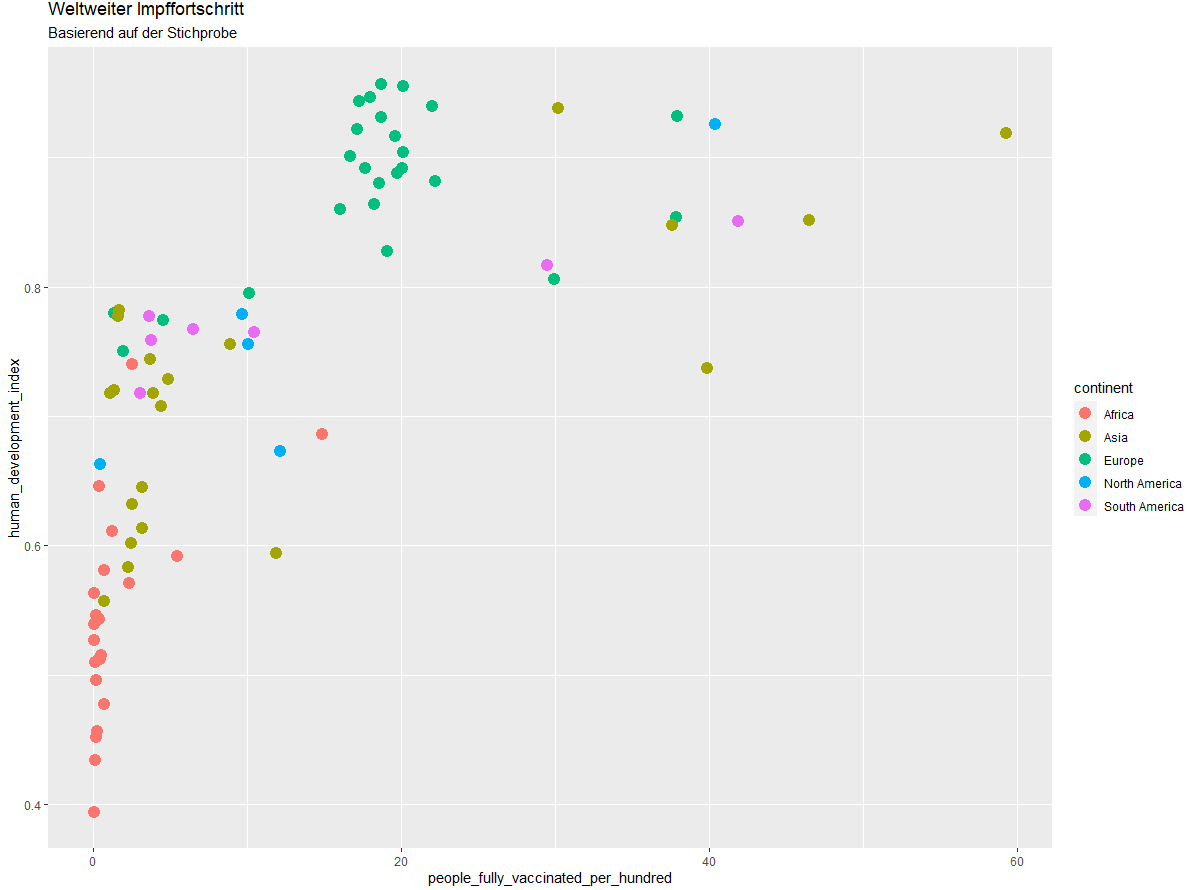 Weltweiter Impffortschritt
Basierend auf der Stichprobe
human_development_index
0.8
0.6
0.4
0
20
40
60
people_fully_vaccinated_per_hundred
continent
Africa
Asia
Europe
North America
South America